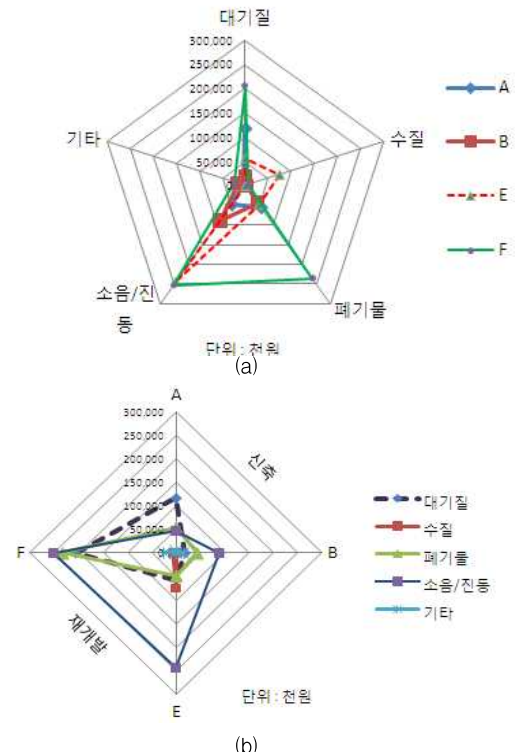 대기질
300,000
250,000
200,000
150,000
100,000
50,000
수질
폐기물
소음/진
동
기타
A
B
E
F
단위 : 천원
(a)
A
300,000
250,000
200,000
150,000
100,000
50,000
신축
B
F
재개발
E
대기질
수질
폐기물
소음/진동
기타
단위 : 천원
(b)